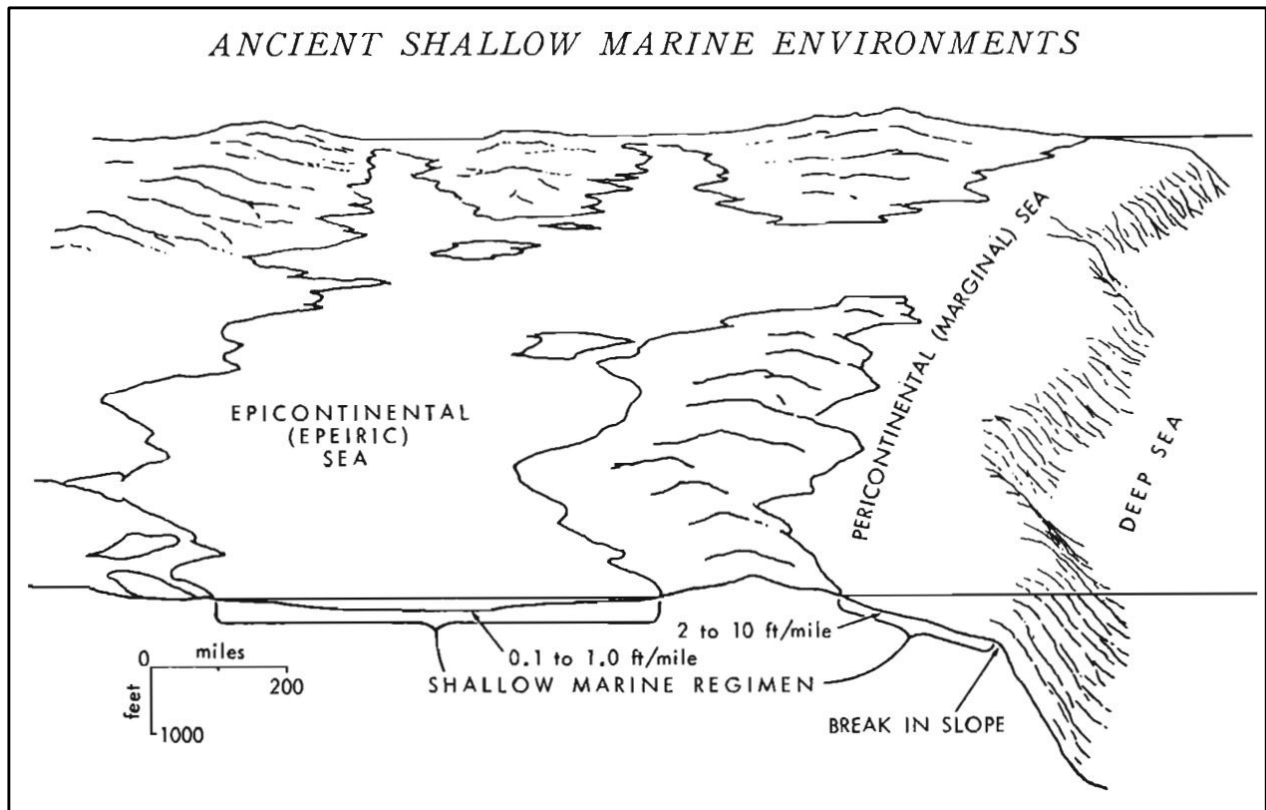 ANCIENT SHALLOW MARINE ENVIRONMENTS
EPICONTINENTAL
(EPEIRIC)
SEA
PERICONTINENTAL (MARGINAL) SEA
DEEP SEA
2 to 10 ft/mile
0.1 to 1.0 ft/mile
SHALLOW MARINE REGIMEN
BREAK IN SLOPE
0 miles
200
feet
1000